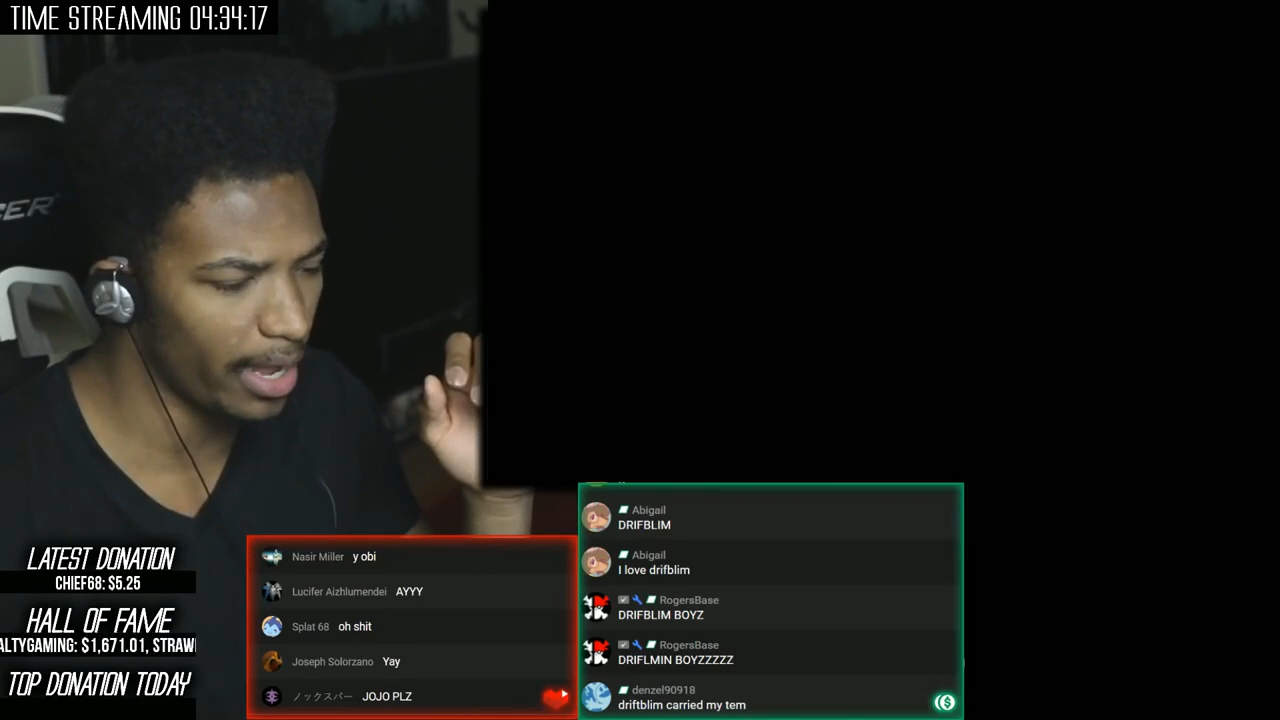 TIME STREAMING 04:34:17
CER
LATEST DONATION
CHIEF68: $5.25
HALL OF FAME
ALTYGAMING: $1,671.01, STRAWI
TOP DONATION TODAY
Nasir Miller y obi
Lucifer Aizhlumendei AYYY
Splat 68 oh shit
Joseph Solorzano Yay
ノックスバー JOJO PLZ
Abigail
DRIFBLIM
Abigail
I love drifblim
RogersBase
DRIFBLIM BOYZ
RogersBase
DRIFLMIN BOYZZZZZ
denzel90918
driftblim carried my tem